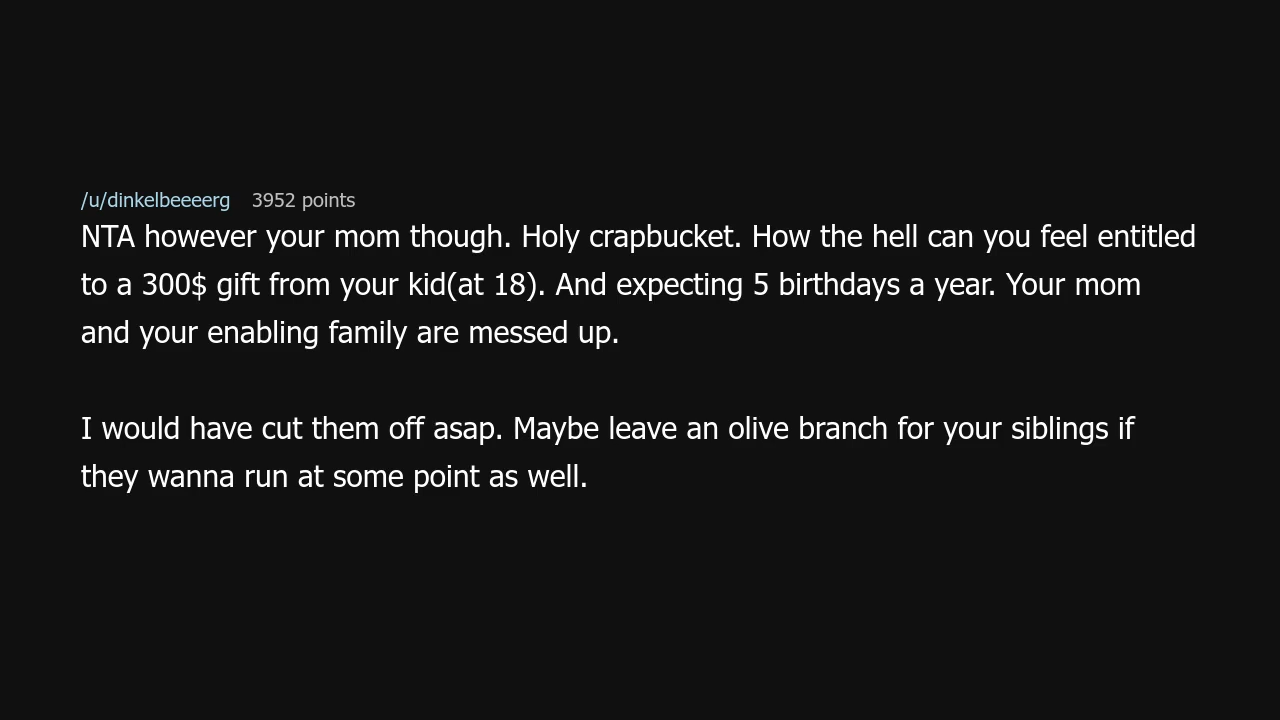 /u/dinkelbeeeerg 3952 points
NTA however your mom though. Holy crapbucket. How the hell can you feel entitled
to a 300$ gift from your kid(at 18). And expecting 5 birthdays a year. Your mom
and your enabling family are messed up.
I would have cut them off asap. Maybe leave an olive branch for your siblings if
they wanna run at some point as well.